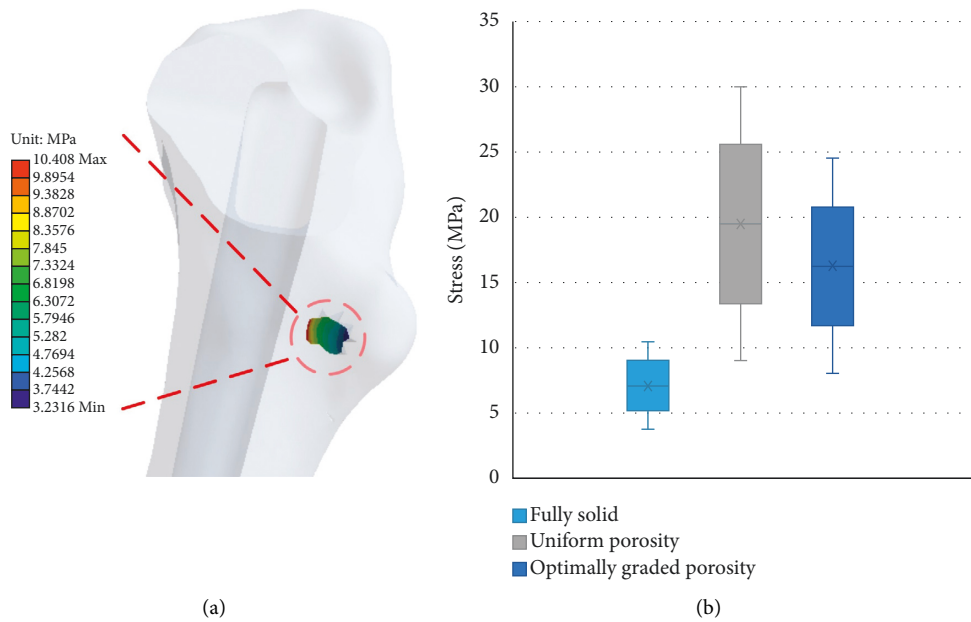 Unit: MPa
10.408 Max
9.8954
9.3828
8.8702
8.3576
7.845
7.3324
6.8198
6.3072
5.7946
5.282
4.7694
4.2568
3.7442
3.2316 Min
(a)
Stress (MPa)
35
30
25
20
15
10
5
0
Fully solid
Uniform porosity
Optimally graded porosity
(b)